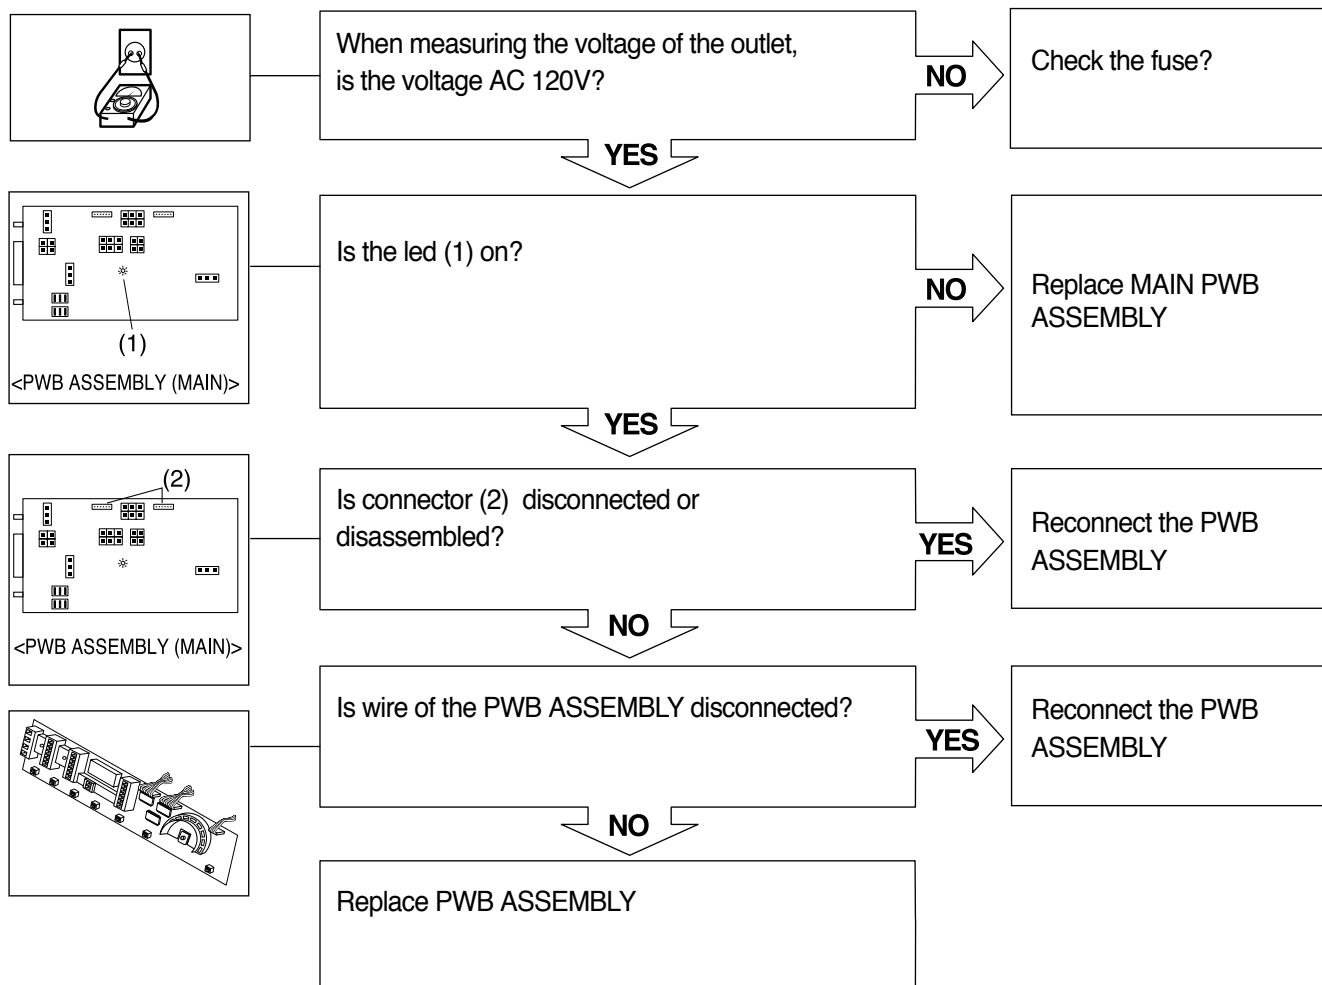 When measuring the voltage of the outlet,
is the voltage AC 120V?
NO
Check the fuse?
YES
(1)
<PWB ASSEMBLY (MAIN)>
Is the led (1) on?
NO
Replace MAIN PWB
ASSEMBLY
YES
(2)
<PWB ASSEMBLY (MAIN)>
Is connector (2) disconnected or
disassembled?
YES
Reconnect the PWB
ASSEMBLY
NO
Is wire of the PWB ASSEMBLY disconnected?
YES
Reconnect the PWB
ASSEMBLY
NO
Replace PWB ASSEMBLY